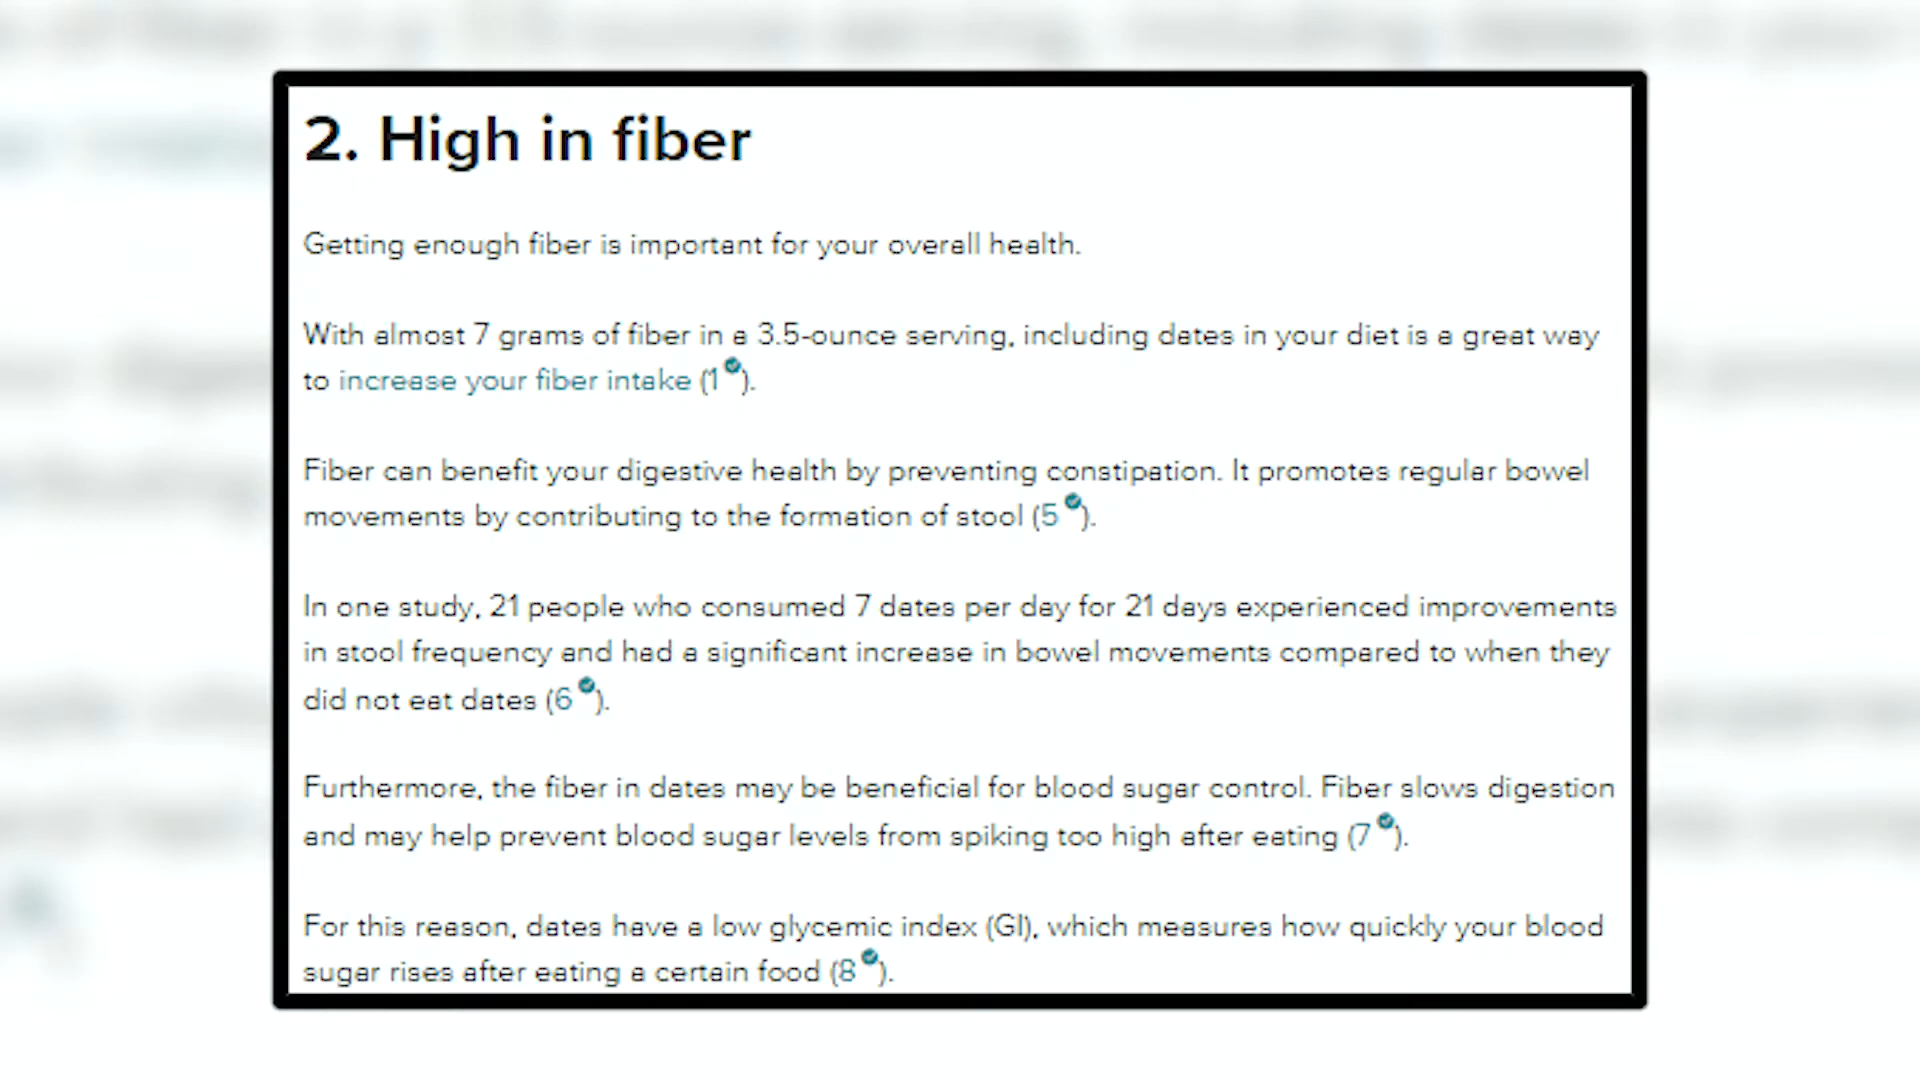 2. High in fiber
Getting enough fiber is important for your overall health.
With almost 7 grams of fiber in a 3.5-ounce serving, including dates in your diet is a great way
to increase your fiber intake (1).
Fiber can benefit your digestive health by preventing constipation. It promotes regular bowel
movements by contributing to the formation of stool (5).
In one study, 21 people who consumed 7 dates per day for 21 days experienced improvements
in stool frequency and had a significant increase in bowel movements compared to when they
did not eat dates (6).
Furthermore, the fiber in dates may be beneficial for blood sugar control. Fiber slows digestion
and may help prevent blood sugar levels from spiking too high after eating (7).
For this reason, dates have a low glycemic index (GI), which measures how quickly your blood
sugar rises after eating a certain food (8).